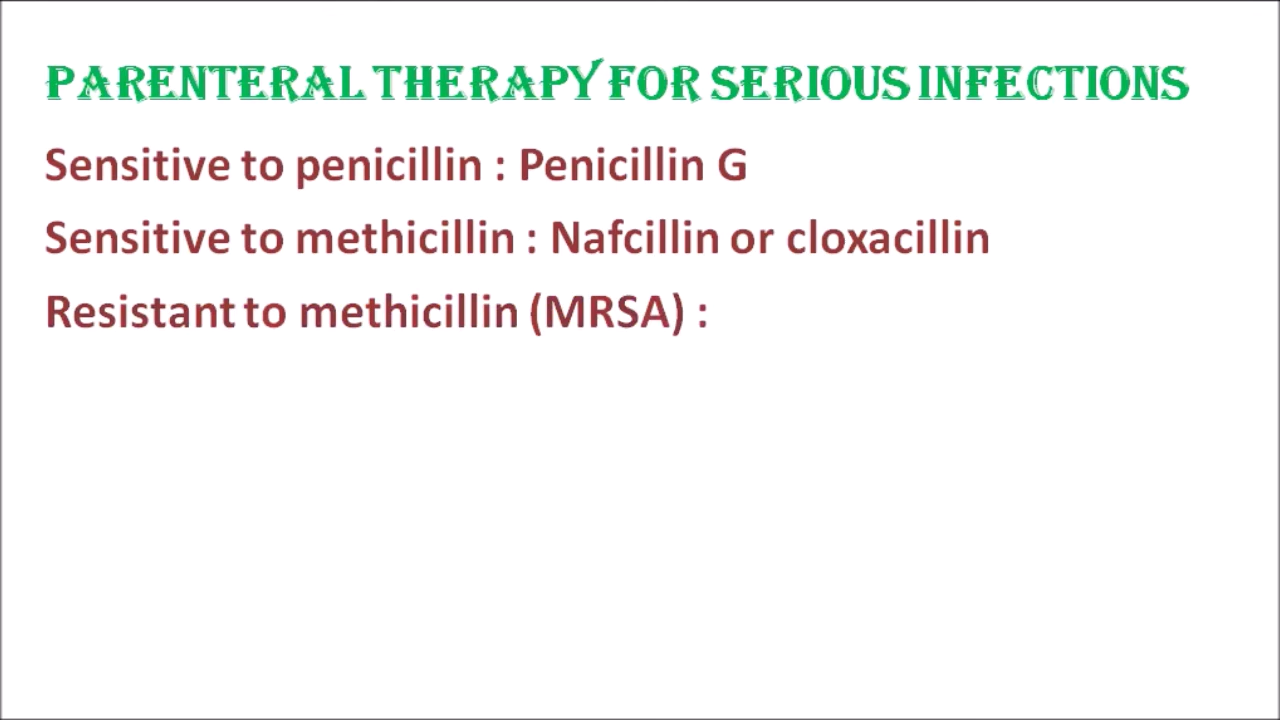 PARENTERAL THERAPY FOR SERIOUS INFECTIONS
Sensitive to penicillin : Penicillin G
Sensitive to methicillin : Nafcillin or cloxacillin
Resistant to methicillin (MRSA) :